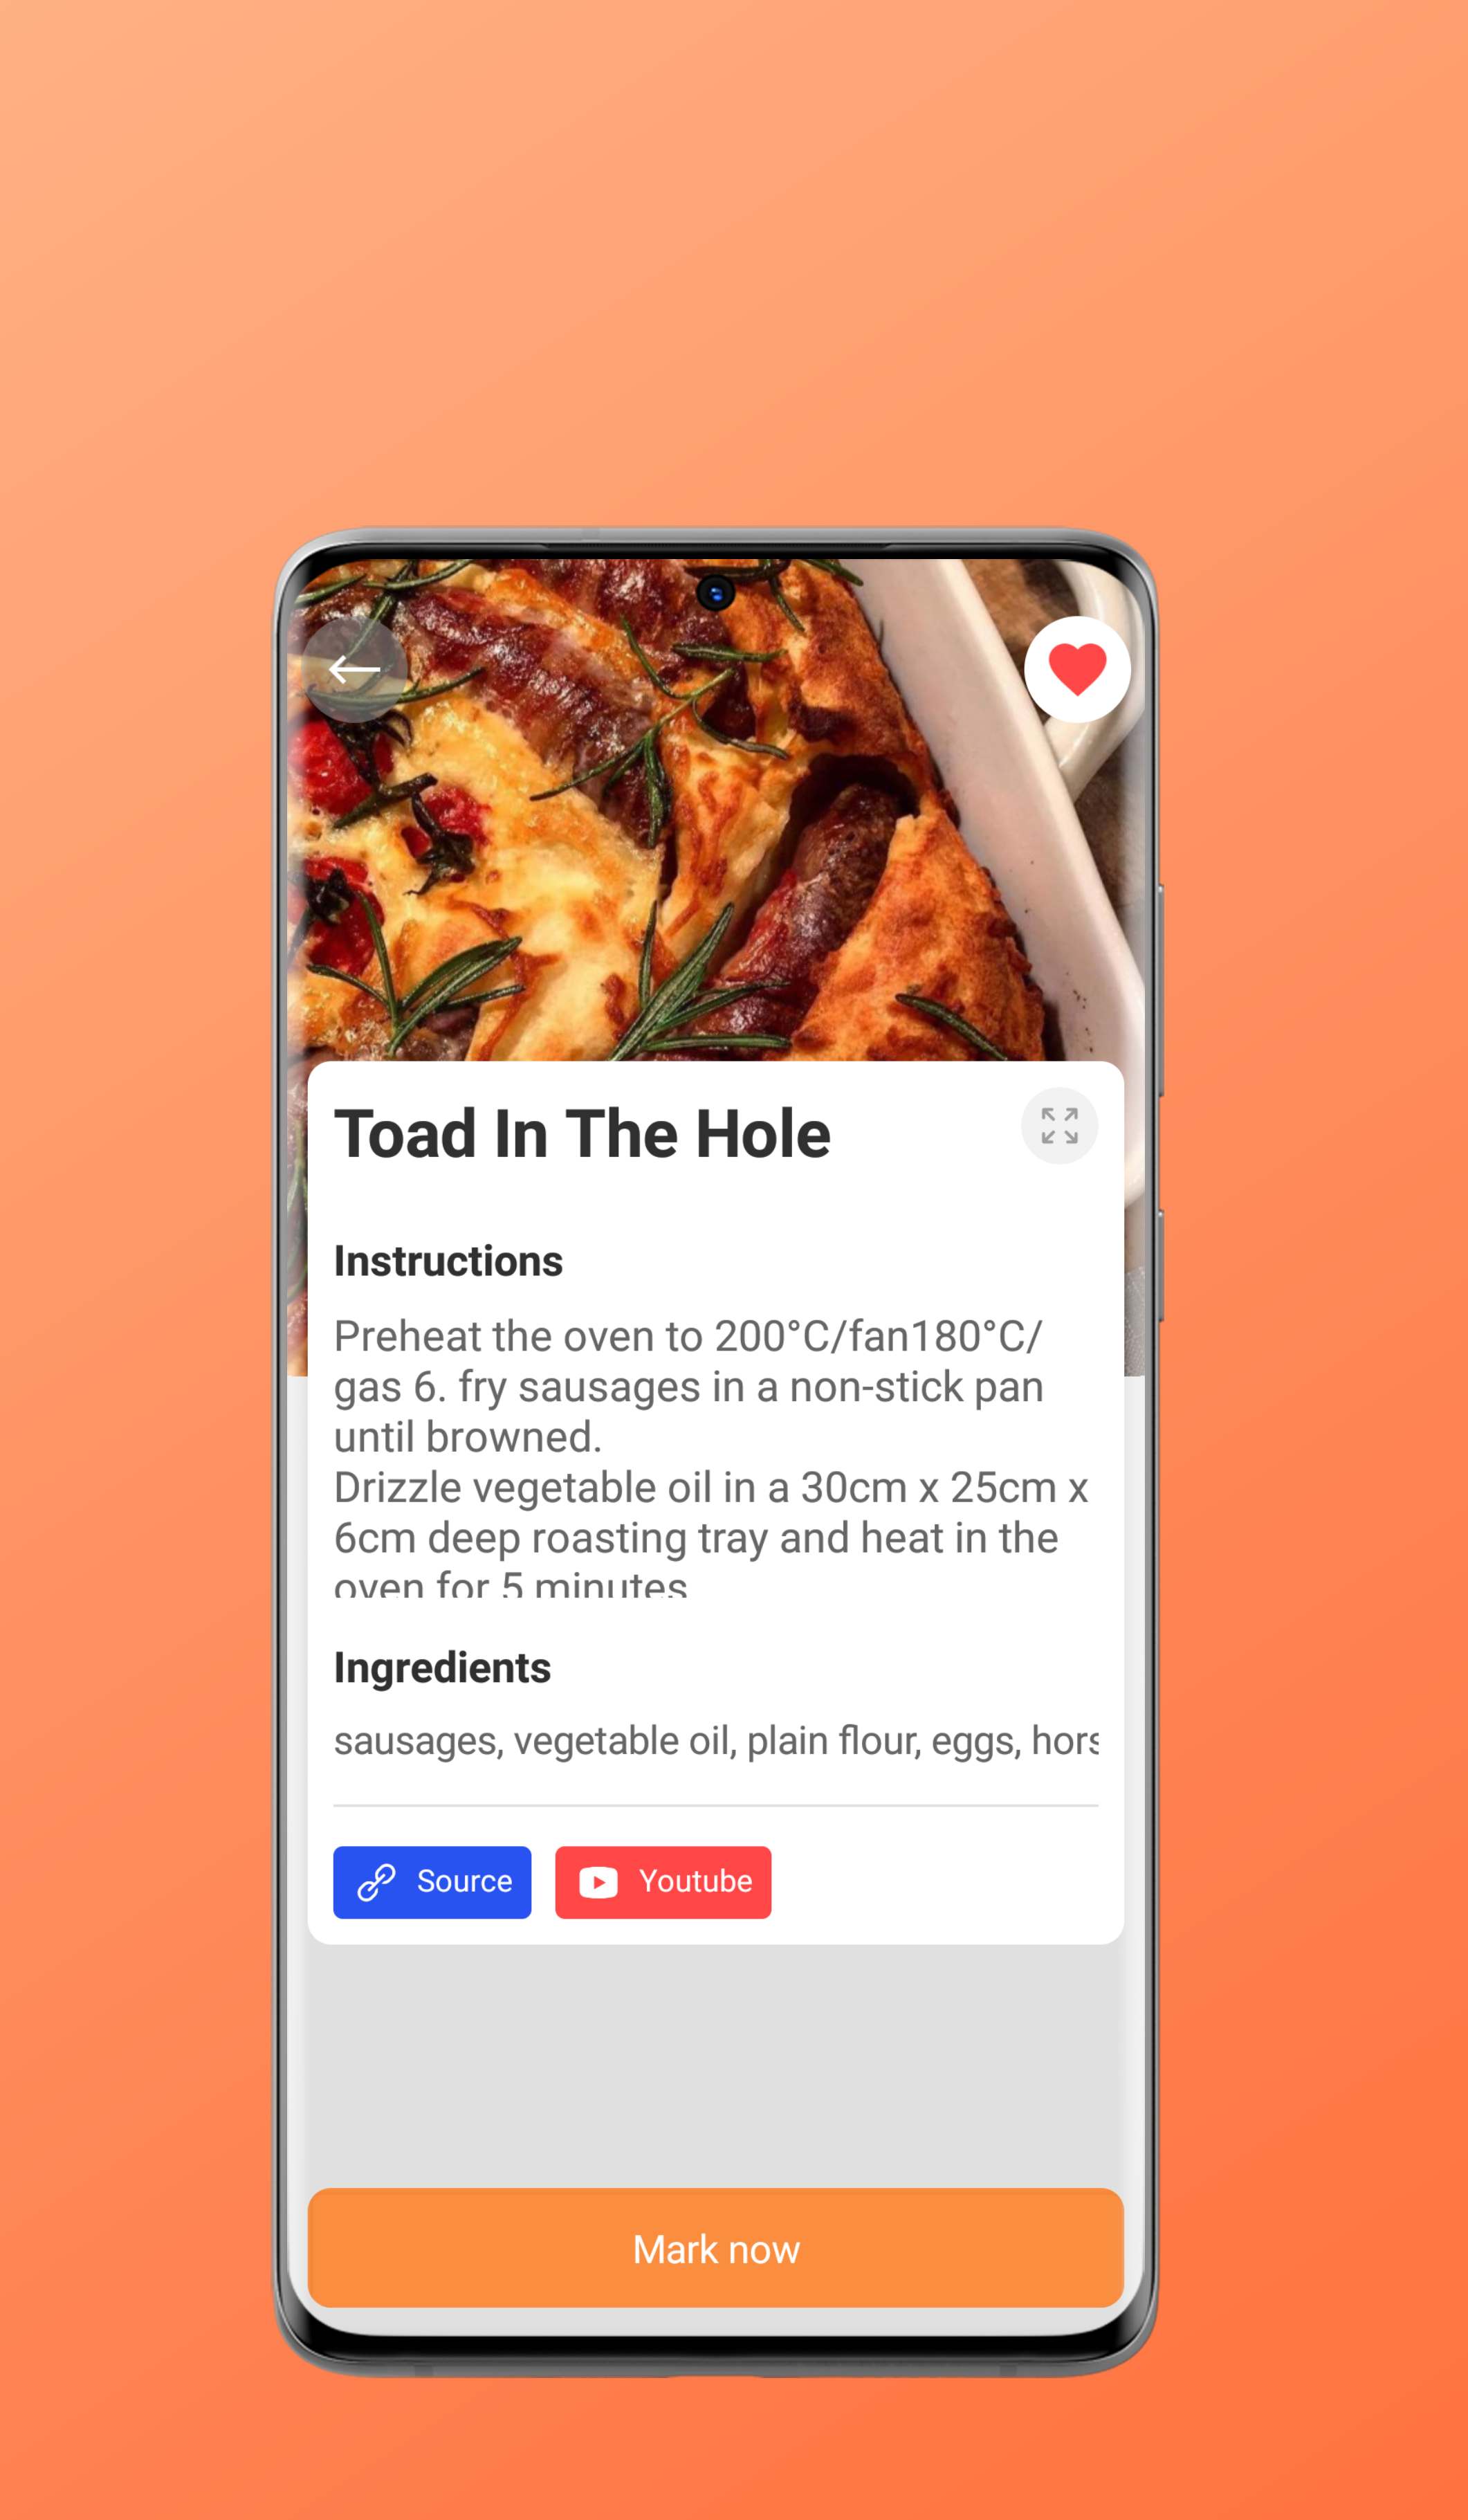 Toad In The Hole
Instructions
Preheat the oven to 200°C/fan180°C/
gas 6. fry sausages in a non-stick pan
until browned.
Drizzle vegetable oil in a 30cm x 25cm x
6cm deep roasting tray and heat in the
oven for 5 minutes
Ingredients
sausages, vegetable oil, plain flour, eggs, hors
Source
Youtube
Mark now